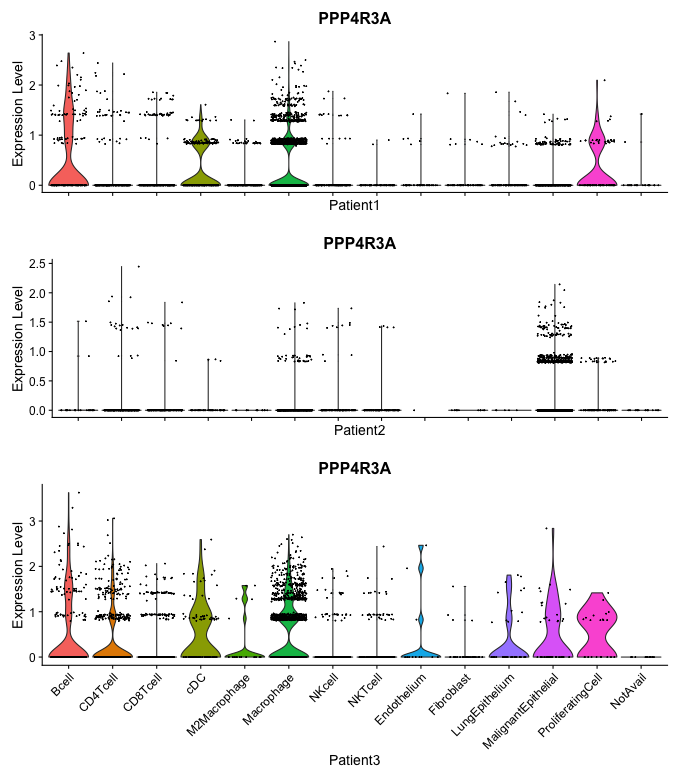 PPP4R3A
Expression Level
3
2
1
0
Patient1
PPP4R3A
Expression Level
2.5
2.0
1.5
1.0
0.5
0.0
Patient2
PPP4R3A
Expression Level
3
2
1
0
Bcell
CD4Tcell
CD8Tcell
cDC
M2Macrophage
Macrophage
NKcell
NKTcell
Endothelium
Fibroblast
LungEpithelium
MalignantEpithelial
ProliferatingCell
NotAvail
Patient3